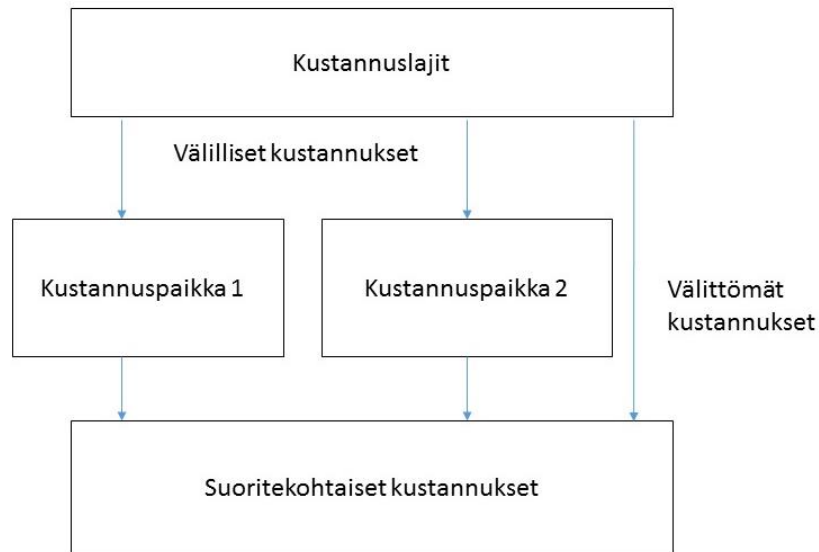 Kustannuslajit
Välilliset kustannukset
Kustannuspaikka 1
Kustannuspaikka 2
Välittömät
kustannukset
Suoritekohtaiset kustannukset